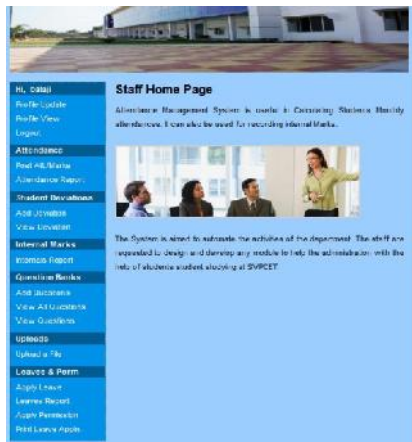 Hi, balaji
Profile Update
Profile View
Logout
Attendance
Post Att./Marks
Attendance Report
Student Deviations
Add Deviation
View Deviation
Internal Marks
Internals Report
Question Banks
Add Questions
View All Questions
View Questions
Uploads
Upload a File
Leaves & Perm
Apply Leave
Leaves Report
Apply Permission
Print Leave Appln.
Staff Home Page
Attendance Management System is useful in Calculating Students Monthly
attendances. It can also be used for recording internal Marks.
The System is aimed to automate the activities of the department. The staff are
requested to design and develop any module to help the administration with the
help of students student studying at SVPCET.